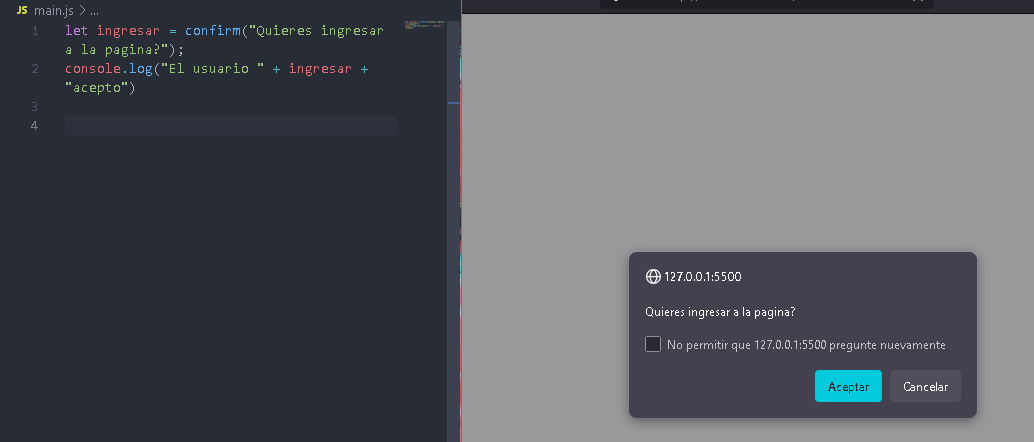 JS main.js > ...
1 let ingresar = confirm("Quieres ingresar
a la pagina?");
2 console.log("El usuario " + ingresar +
"acepto")
3
4
127.0.0.1:5500
Quieres ingresar a la pagina?
No permitir que 127.0.0.1:5500 pregunte nuevamente
Aceptar Cancelar